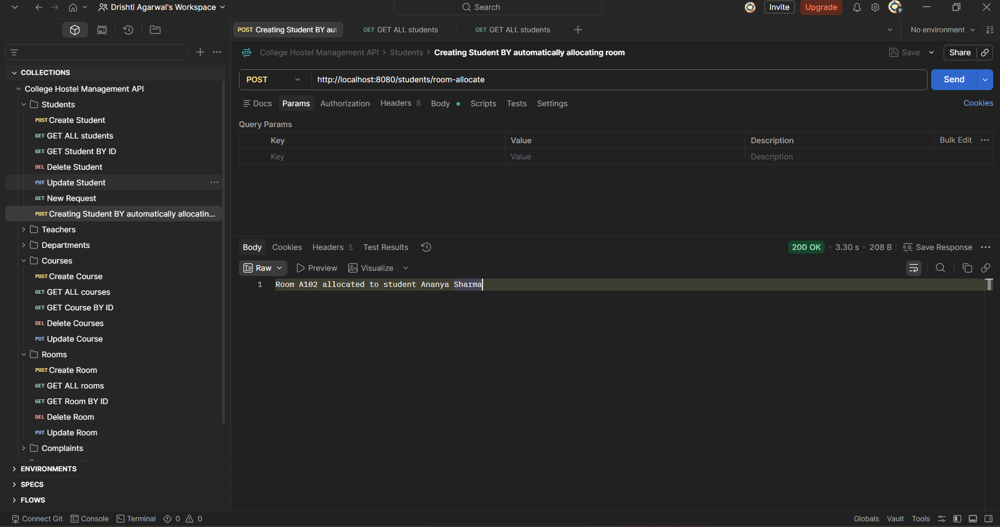 Drishti Agarwal's Workspace
Search
Invite
Upgrade
POST Creating Student BY aut
GET GET ALL students
GET GET ALL students
No environment
HTTP College Hostel Management API > Students > Creating Student BY automatically allocating room
Save
Share
COLLECTIONS
College Hostel Management API
Students
POST Create Student
GET GET ALL students
GET GET Student BY ID
DEL Delete Student
PUT Update Student
GET New Request
POST Creating Student BY automatically allocatin...
Teachers
Departments
Courses
POST Create Course
GET GET ALL courses
GET GET Course BY ID
DEL Delete Courses
PUT Update Course
Rooms
POST Create Room
GET GET ALL rooms
GET GET Room BY ID
DEL Delete Room
PUT Update Room
Complaints
ENVIRONMENTS
SPECS
FLOWS
POST http://localhost:8080/students/room-allocate
Send
Docs Params Authorization Headers 8 Body Scripts Tests Settings
Cookies
Query Params
Key Value Description Bulk Edit
Key Value Description
Body Cookies Headers 5 Test Results
200 OK • 3.30 s • 208 B
e.g. Save Response
Raw Preview Visualize
1 Room A102 allocated to student Ananya Sharma
Connect Git Console Terminal 0 0
Globals Vault Tools